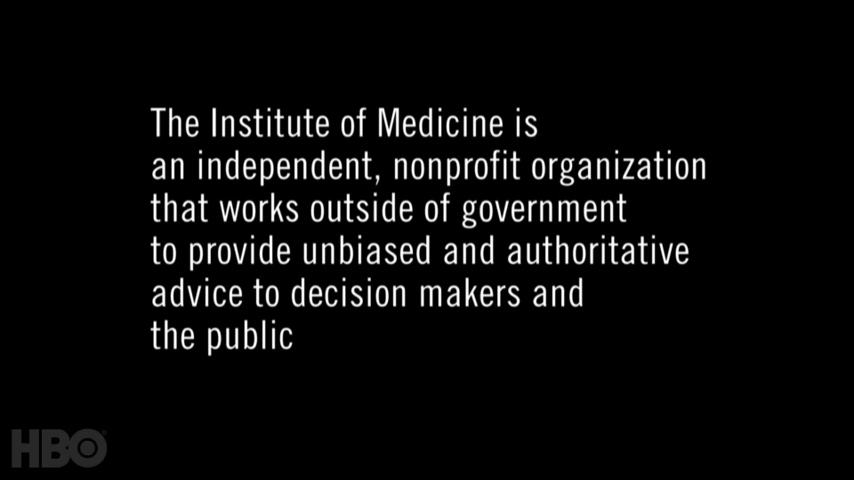 The Institute of Medicine is
an independent, nonprofit organization
that works outside of government
to provide unbiased and authoritative
advice to decision makers and
the public
HBO